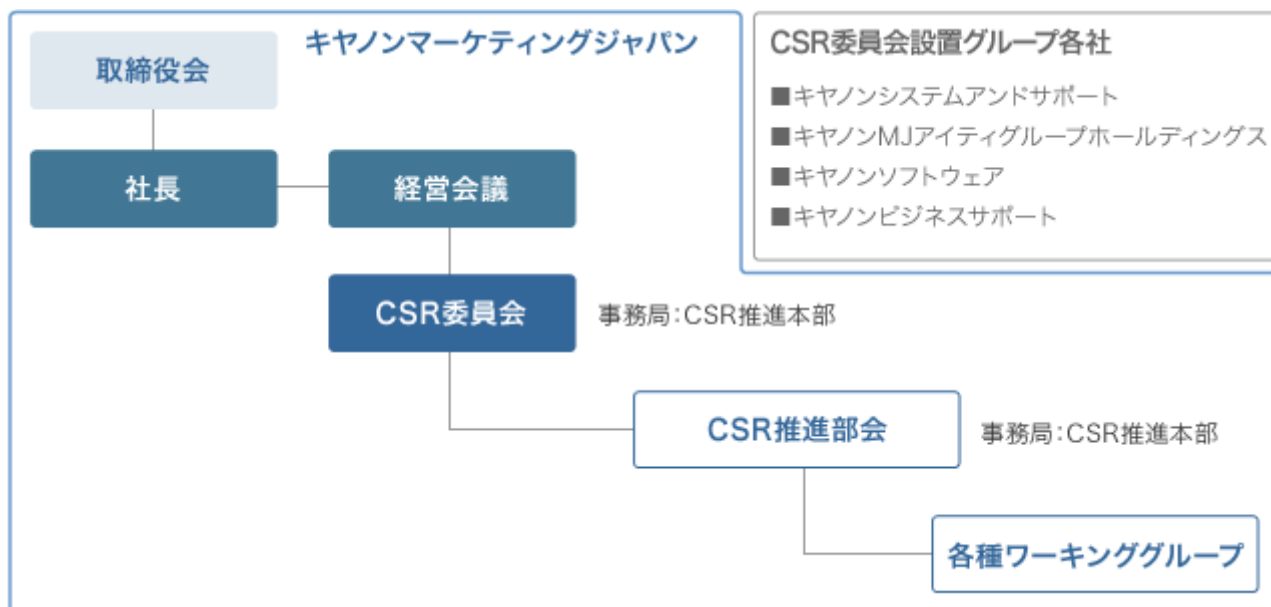 キヤノンマーケティングジャパン
取締役会
社長
経営会議
CSR委員会
事務局:CSR推進本部
CSR推進部会
事務局:CSR推進本部
各種ワーキンググループ
CSR委員会設置グループ各社
■キヤノンシステムアンドサポート
■キヤノンMJアイティグループホールディングス
■キヤノンソフトウェア
■キヤノンビジネスサポート